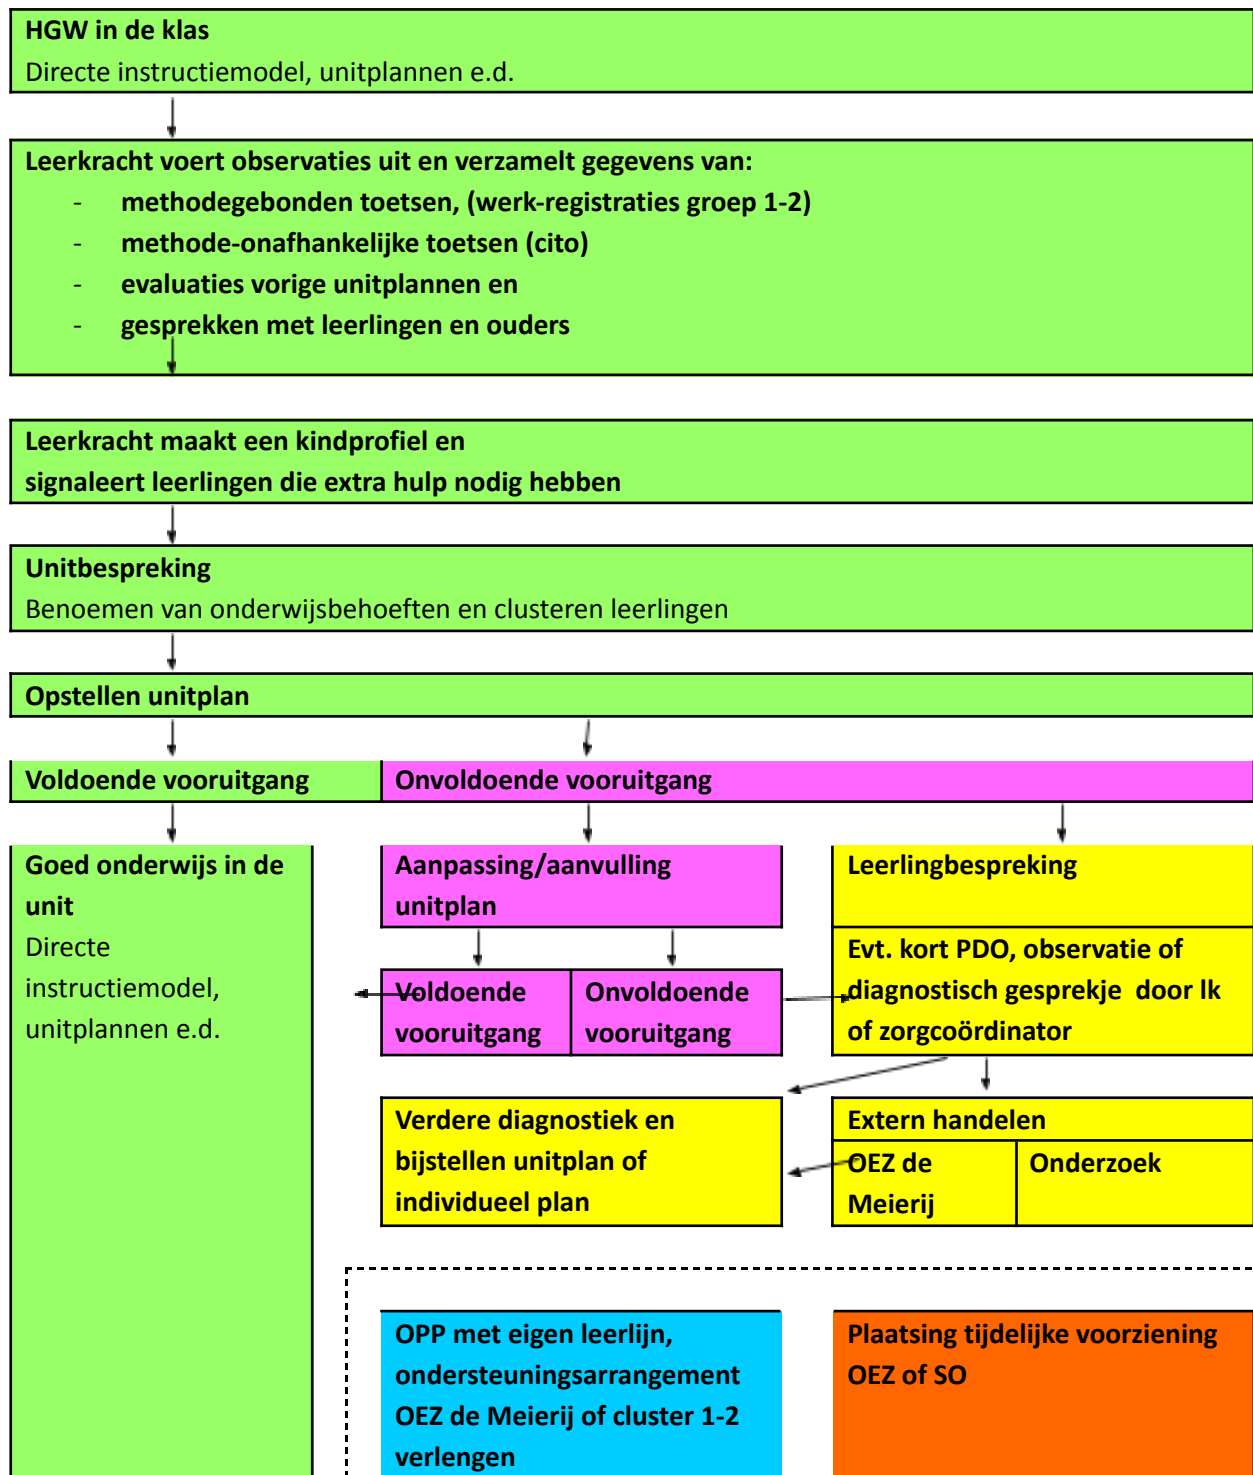 HGW in de klas
Directe instructiemodel, unitplannen e.d.
Leerkracht voert observaties uit en verzamelt gegevens van:
- methodegebonden toetsen, (werk-registraties groep 1-2)
- methode-onafhankelijke toetsen (cito)
- evaluaties vorige unitplannen en
- gesprekken met leerlingen en ouders
Leerkracht maakt een kindprofiel en
signaleert leerlingen die extra hulp nodig hebben
Unitbespreking
Benoemen van onderwijsbehoeften en clusteren leerlingen
Opstellen unitplan
Voldoende vooruitgang
Onvoldoende vooruitgang
Goed onderwijs in de
unit
Directe
instructiemodel,
unitplannen e.d.
Aanpassing/aanvulling
unitplan
Voldoende
vooruitgang
Onvoldoende
vooruitgang
Leerlingbespreking
Evt. kort PDO, observatie of
diagnostisch gesprekje door lk
of zorgcoördinator
Verdere diagnostiek en
bijstellen unitplan of
individueel plan
Extern handelen
OEZ de
Meierij
Onderzoek
OPP met eigen leerlijn,
ondersteuningsarrangement
OEZ de Meierij of cluster 1-2
verlengen
Plaatsing tijdelijke voorziening
OEZ of SO